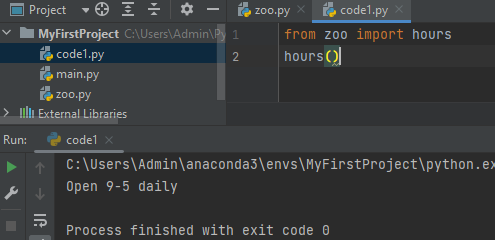 Project
zoo.py
code1.py
MyFirstProject C:\Users\Admin\Py
code1.py
main.py
zoo.py
External Libraries
1 from zoo import hours
2 hours()
Run: code1
C:\Users\Admin\anaconda3\envs\MyFirstProject\python.ex
Open 9-5 daily
Process finished with exit code 0